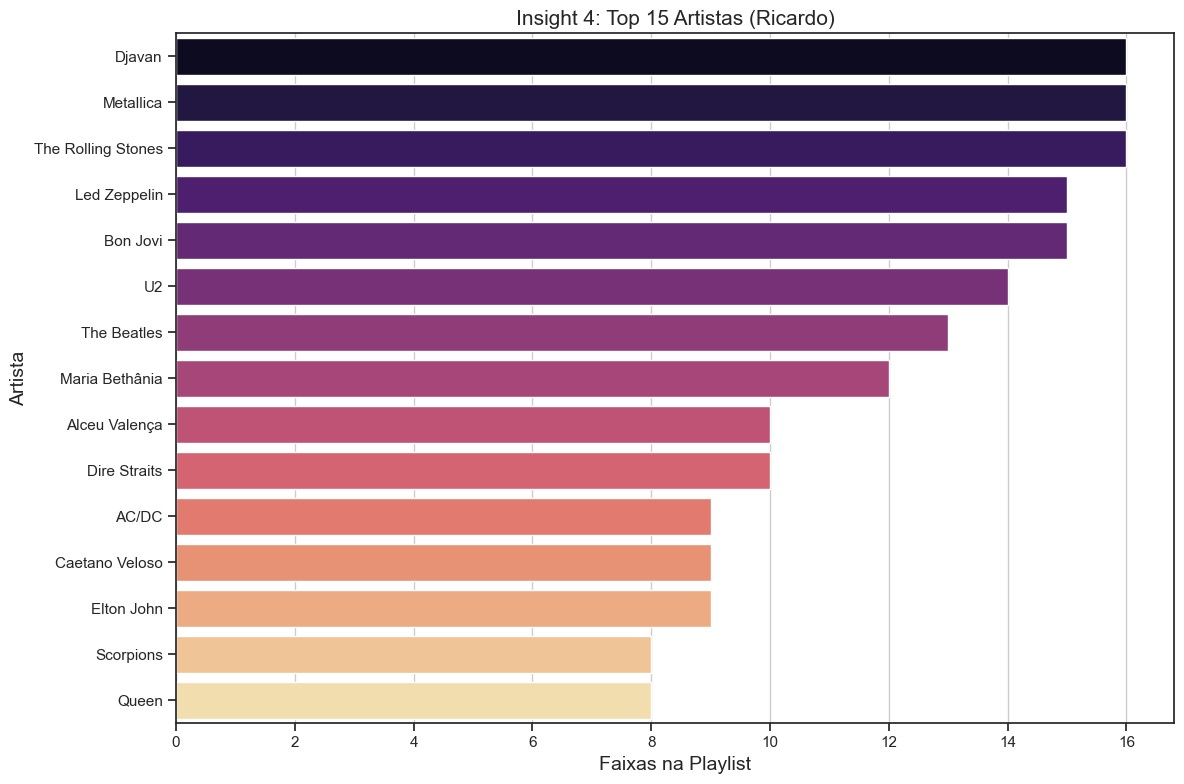 Insight 4: Top 15 Artistas (Ricardo)
Artista
Djavan
Metallica
The Rolling Stones
Led Zeppelin
Bon Jovi
U2
The Beatles
Maria Bethânia
Alceu Valença
Dire Straits
AC/DC
Caetano Veloso
Elton John
Scorpions
Queen
0 2 4 6 8 10 12 14 16
Faixas na Playlist